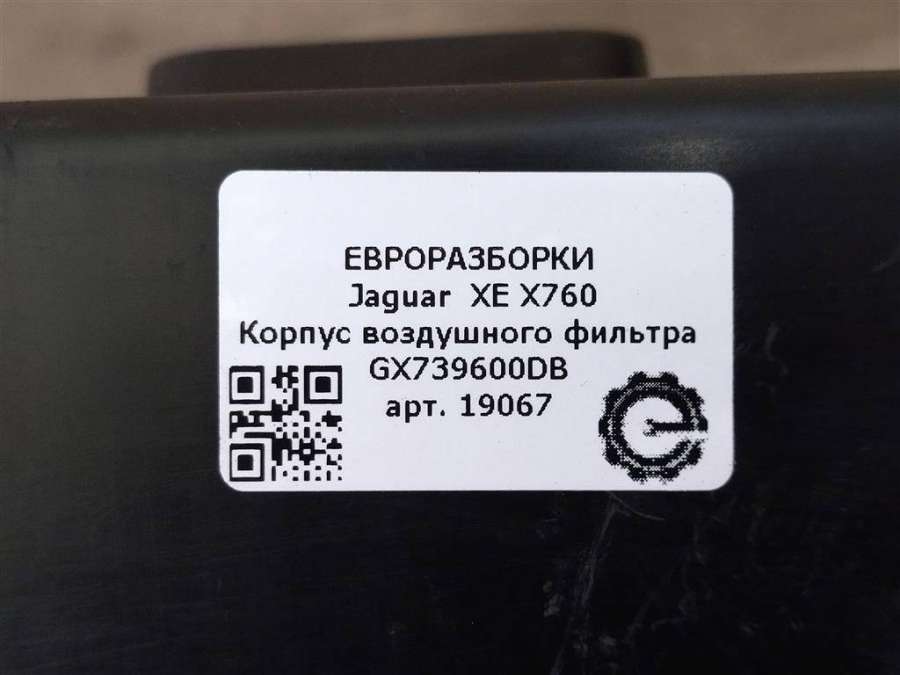 ЕВРОРАЗБОРКИ
Jaguar XE X760
Корпус воздушного фильтра
GX739600DB
арт. 19067